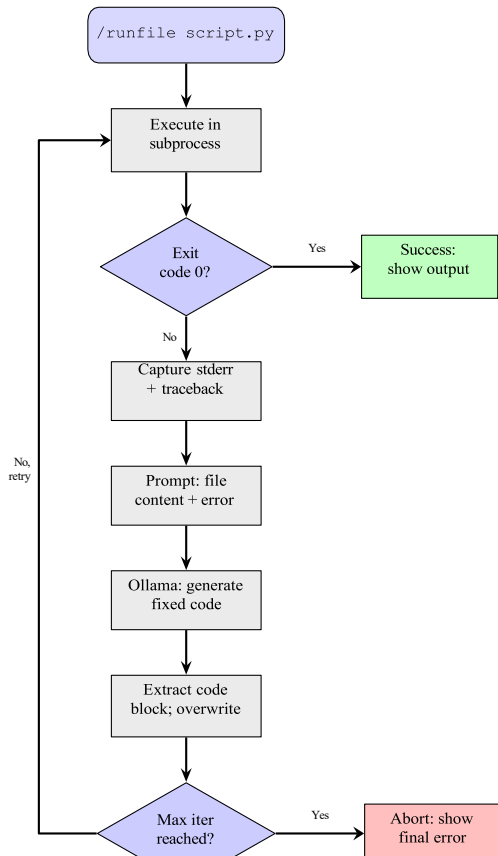 /runfile script.py
Execute in
subprocess
Exit
code 0?
Yes
Success:
show output
No
Capture stderr
+ traceback
No,
retry
Prompt: file
content + error
Ollama: generate
fixed code
Extract code
block; overwrite
Max iter
reached?
Yes
Abort: show
final error